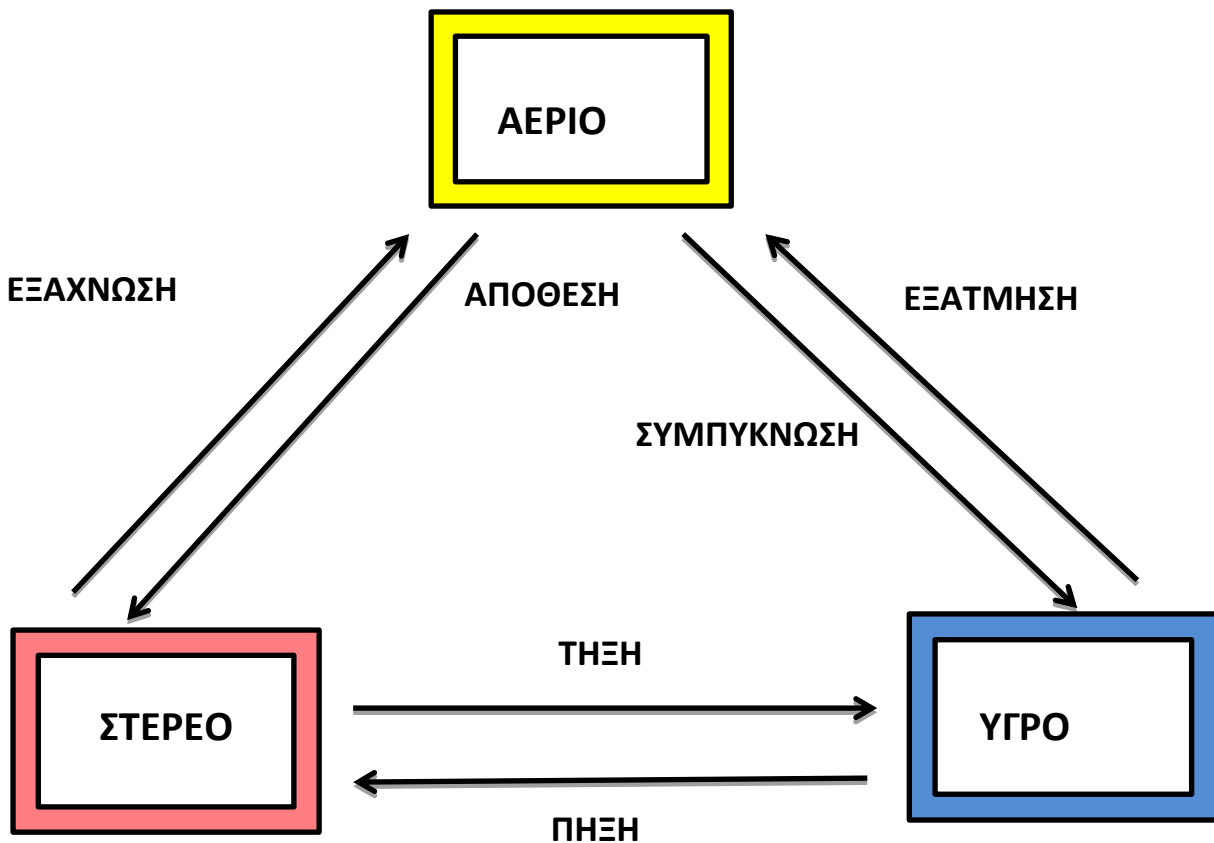 ΑΕΡΙΟ
ΕΞΑΧΝΩΣΗ
ΑΠΟΘΕΣΗ
ΕΞΑΤΜΗΣΗ
ΣΥΜΠΥΚΝΩΣΗ
ΤΗΞΗ
ΣΤΕΡΕΟ
ΥΓΡΟ
ΠΗΞΗ